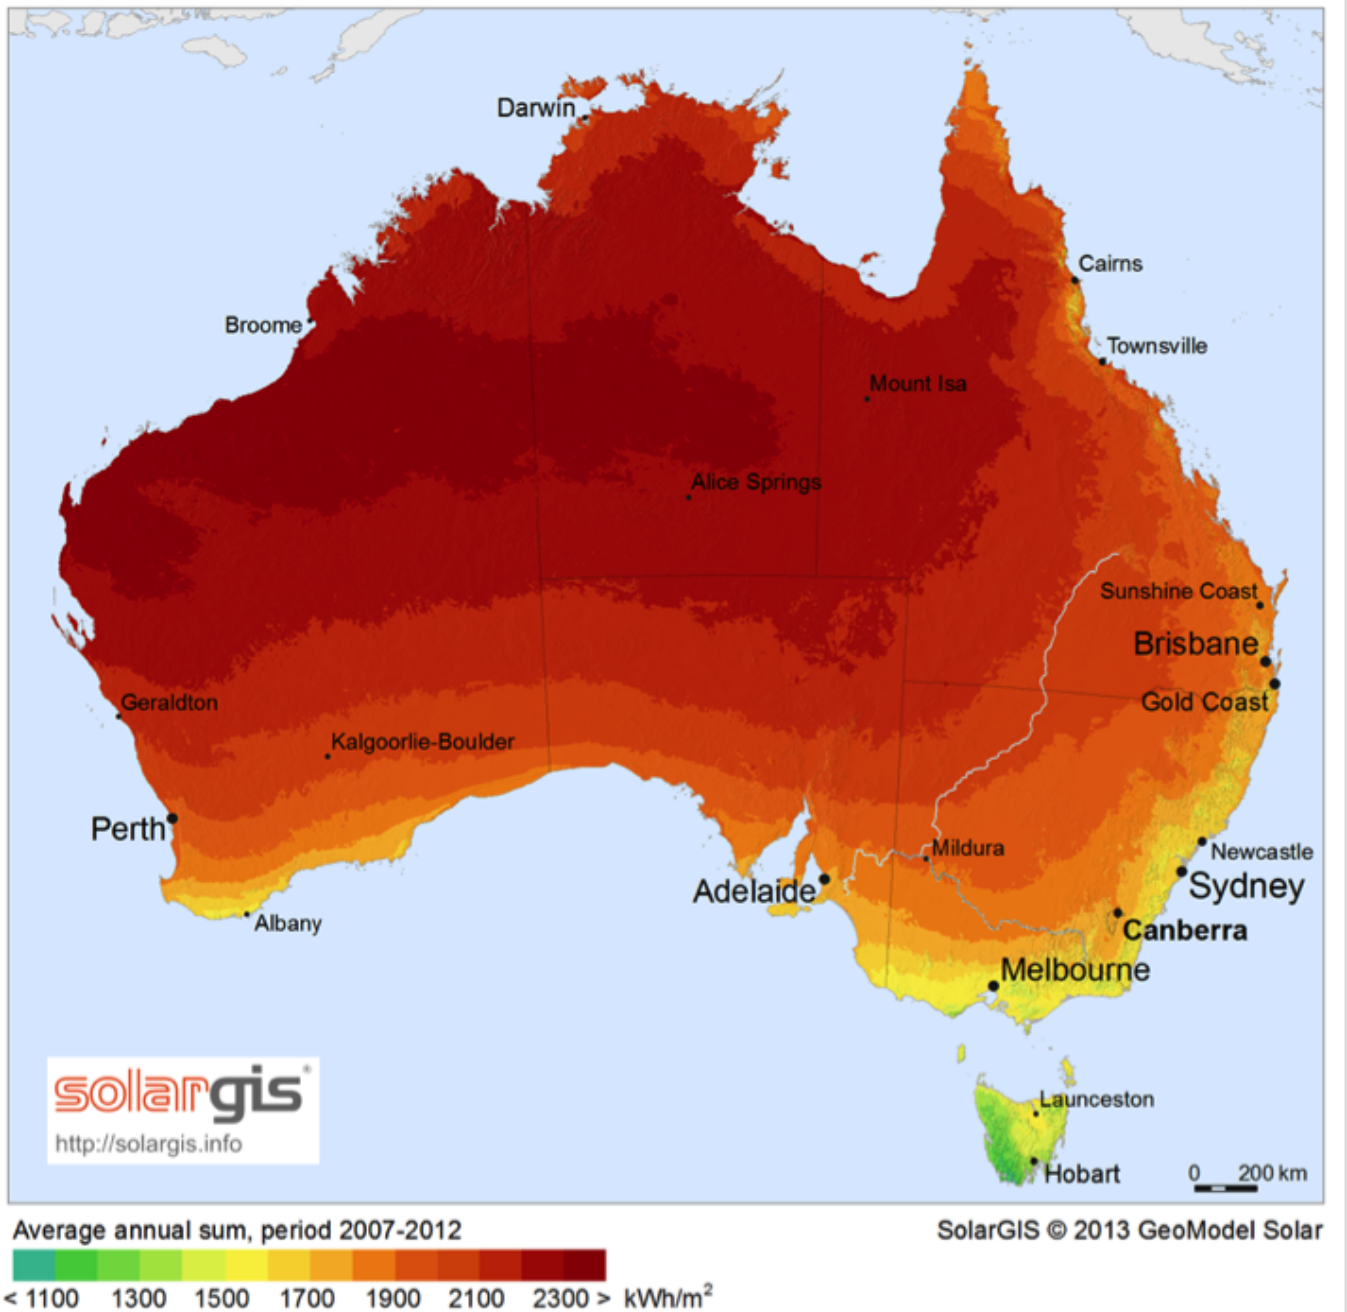 Darwin
Cairns
Broome
Townsville
Mount Isa
Alice Springs
Sunshine Coast
Brisbane
Gold Coast
Geraldton
Kalgoorlie-Boulder
Perth
Mildura
Newcastle
Adelaide
Sydney
Albany
Canberra
Melbourne
solargis®
http://solargis.info
Launceston
Hobart
0 200 km
Average annual sum, period 2007-2012
SolarGIS © 2013 GeoModel Solar
< 1100 1300 1500 1700 1900 2100 2300 > kWh/m²